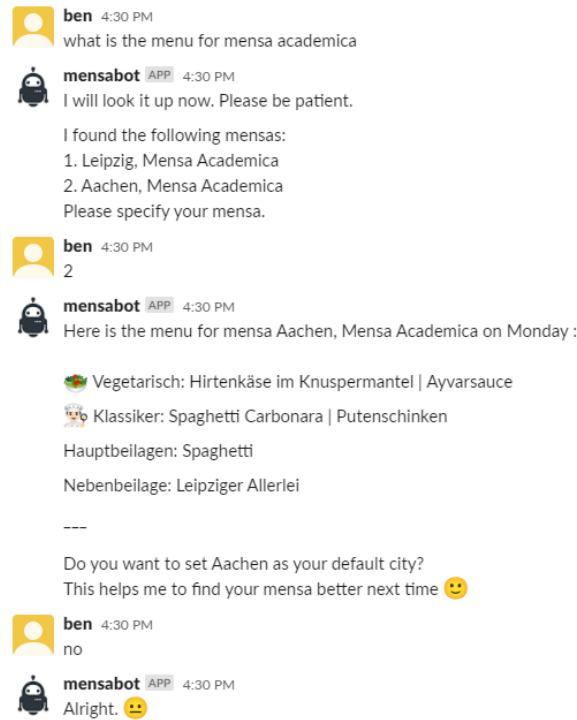 ben 4:30 PM
what is the menu for mensa academica
mensabot APP 4:30 PM
I will look it up now. Please be patient.
I found the following mensas:
1. Leipzig, Mensa Academica
2. Aachen, Mensa Academica
Please specify your mensa.
ben 4:30 PM
2
mensabot APP 4:30 PM
Here is the menu for mensa Aachen, Mensa Academica on Monday :
🥗 Vegetarisch: Hirtenkäse im Knuspermantel | Ayvarsauce
👨🏻‍🍳 Klassiker: Spaghetti Carbonara | Putenschinken
Hauptbeilagen: Spaghetti
Nebenbeilage: Leipziger Allerlei
___
Do you want to set Aachen as your default city?
This helps me to find your mensa better next time 🙂
ben 4:30 PM
no
mensabot APP 4:30 PM
Alright. 😐